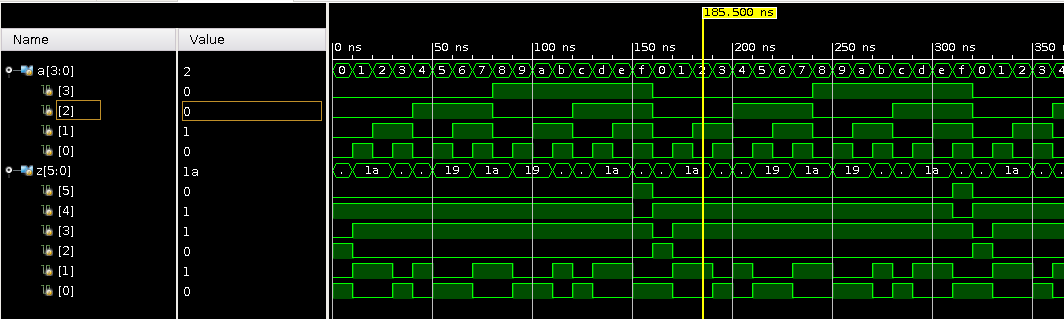 185.500 ns
Name Value
0 ns 50 ns 100 ns 150 ns 200 ns 250 ns 300 ns 350
a[3:0] 2 0 1 2 3 4 5 6 7 8 9 a b c d e f 0 1 2 3 4 5 6 7 8 9 a b c d e f 0 1 2 3 4
[3] 0
[2] 0
[1] 1
[0] 0
z[5:0] 1a . 1a . . 19 1a 19 . . 1a . . 1a . . 19 1a 19 . . 1a . . 1a . .
[5] 0
[4] 1
[3] 1
[2] 0
[1] 1
[0] 0